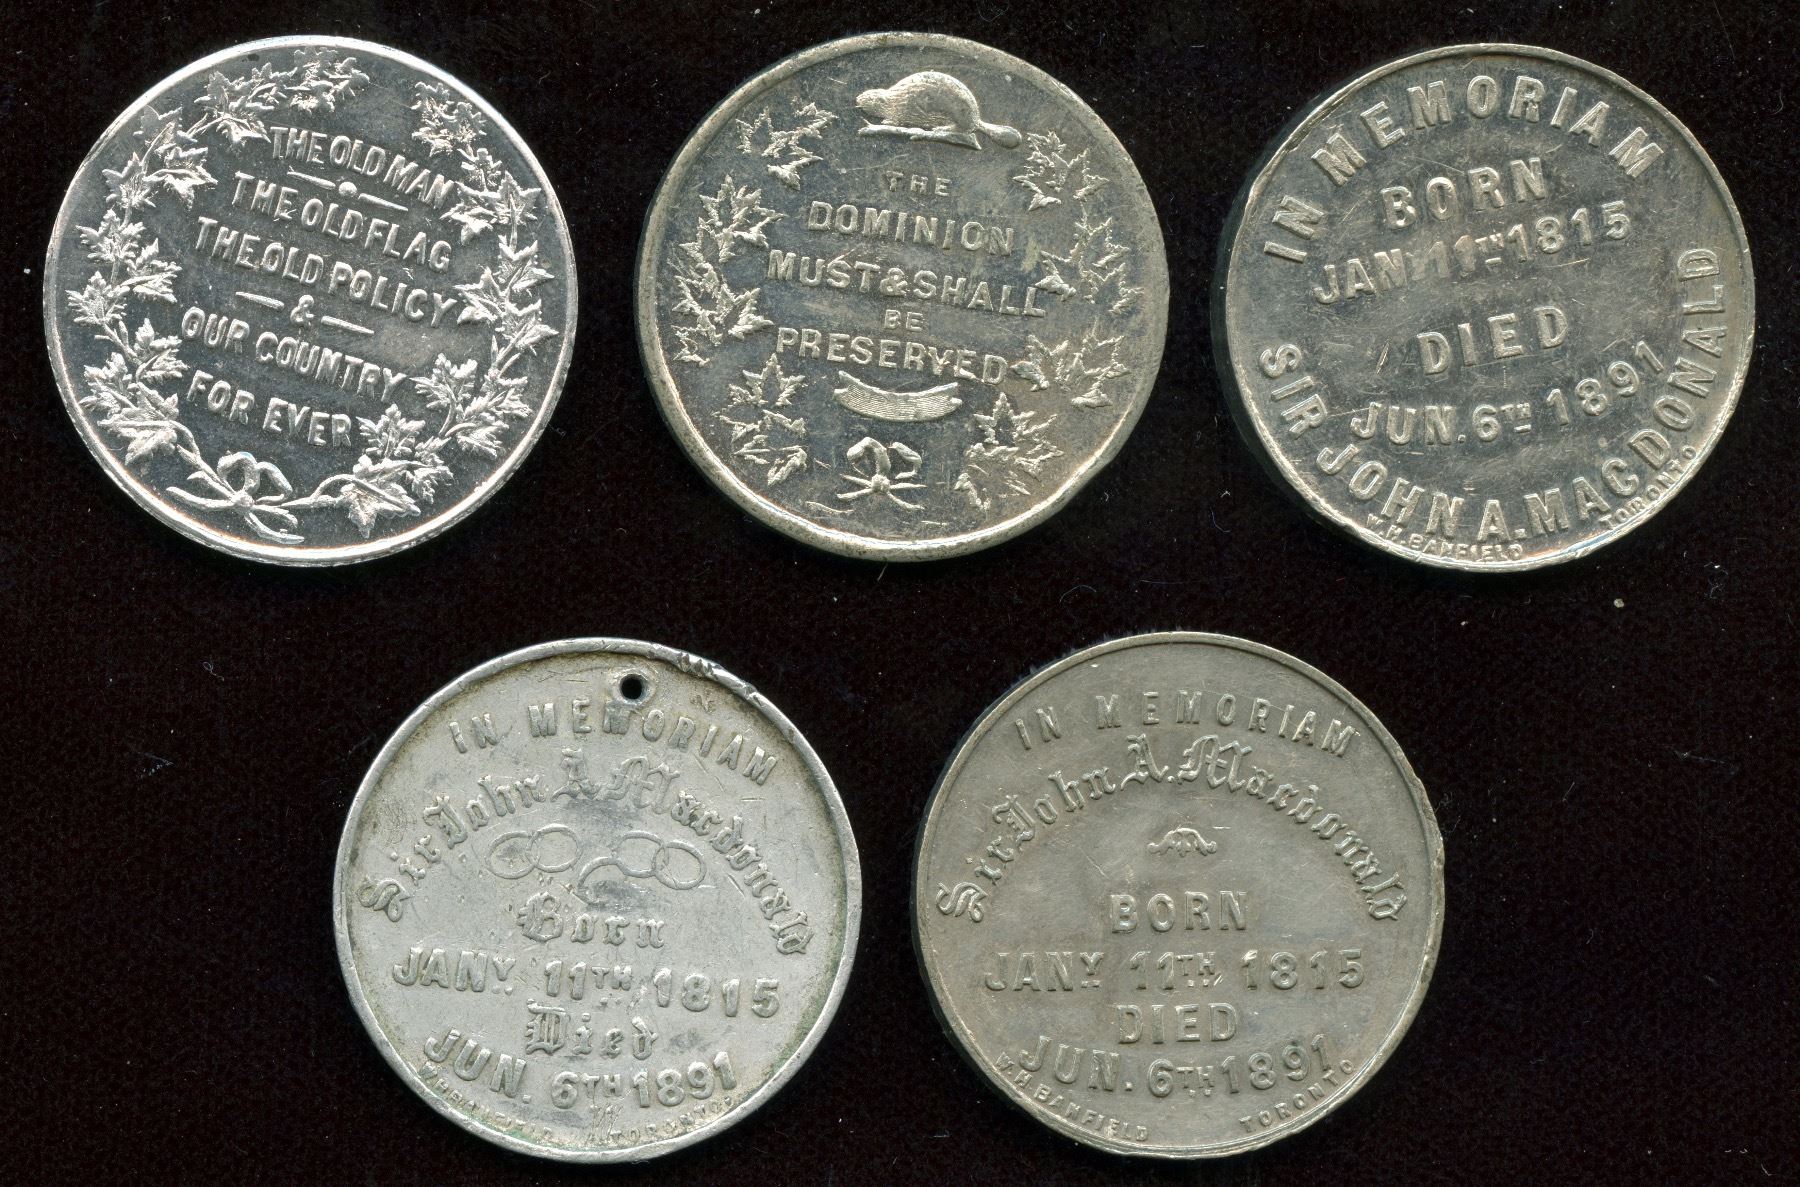 THE OLD MAN
THE OLD FLAG
THE OLD POLICY
&
OUR COUNTRY
FOR EVER
THE
DOMINION
MUST & SHALL
BE
PRESERVED
IN MEMORIAM
BORN
JAN. 11TH 1815
DIED
JUN. 6TH 1891
SIR JOHN A. MACDONALD
W.H. BANFIELD TORONTO
IN MEMORIAM
Sir John A Macdonald
Born
JANY. 11TH 1815
Died
JUN. 6TH 1891
TORONTO
IN MEMORIAM
Sir John A. Macdonald
BORN
JANY. 11TH 1815
DIED
JUN. 6TH 1891
W.H. BANFIELD TORONTO